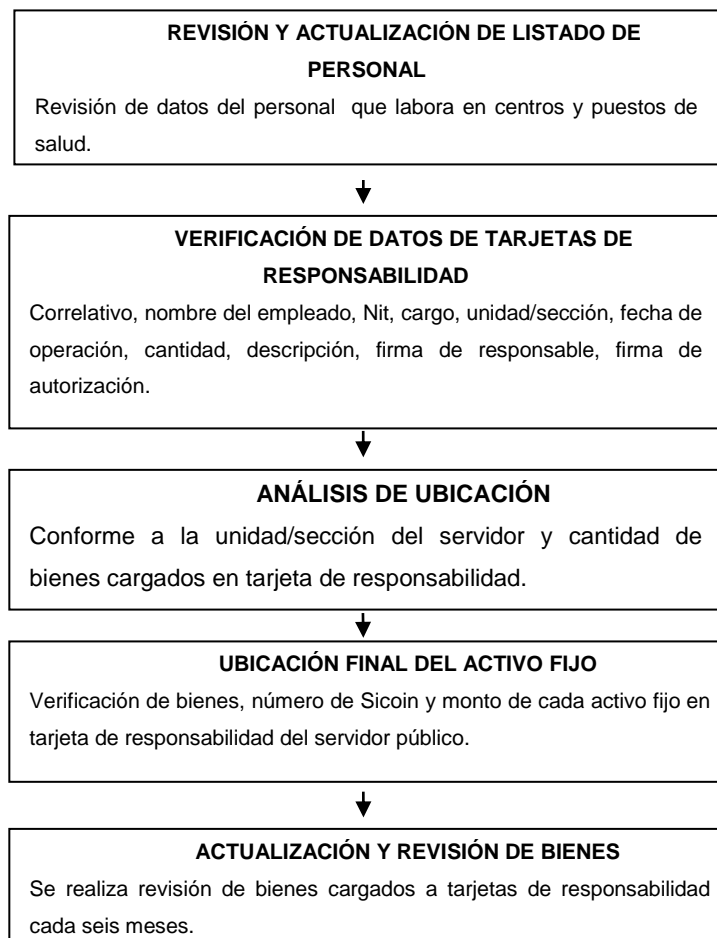 REVISIÓN Y ACTUALIZACIÓN DE LISTADO DE
PERSONAL
Revisión de datos del personal que labora en centros y puestos de
salud.
VERIFICACIÓN DE DATOS DE TARJETAS DE
RESPONSABILIDAD
Correlativo, nombre del empleado, Nit, cargo, unidad/sección, fecha de
operación, cantidad, descripción, firma de responsable, firma de
autorización.
ANÁLISIS DE UBICACIÓN
Conforme a la unidad/sección del servidor y cantidad de
bienes cargados en tarjeta de responsabilidad.
UBICACIÓN FINAL DEL ACTIVO FIJO
Verificación de bienes, número de Sicoin y monto de cada activo fijo en
tarjeta de responsabilidad del servidor público.
ACTUALIZACIÓN Y REVISIÓN DE BIENES
Se realiza revisión de bienes cargados a tarjetas de responsabilidad
cada seis meses.